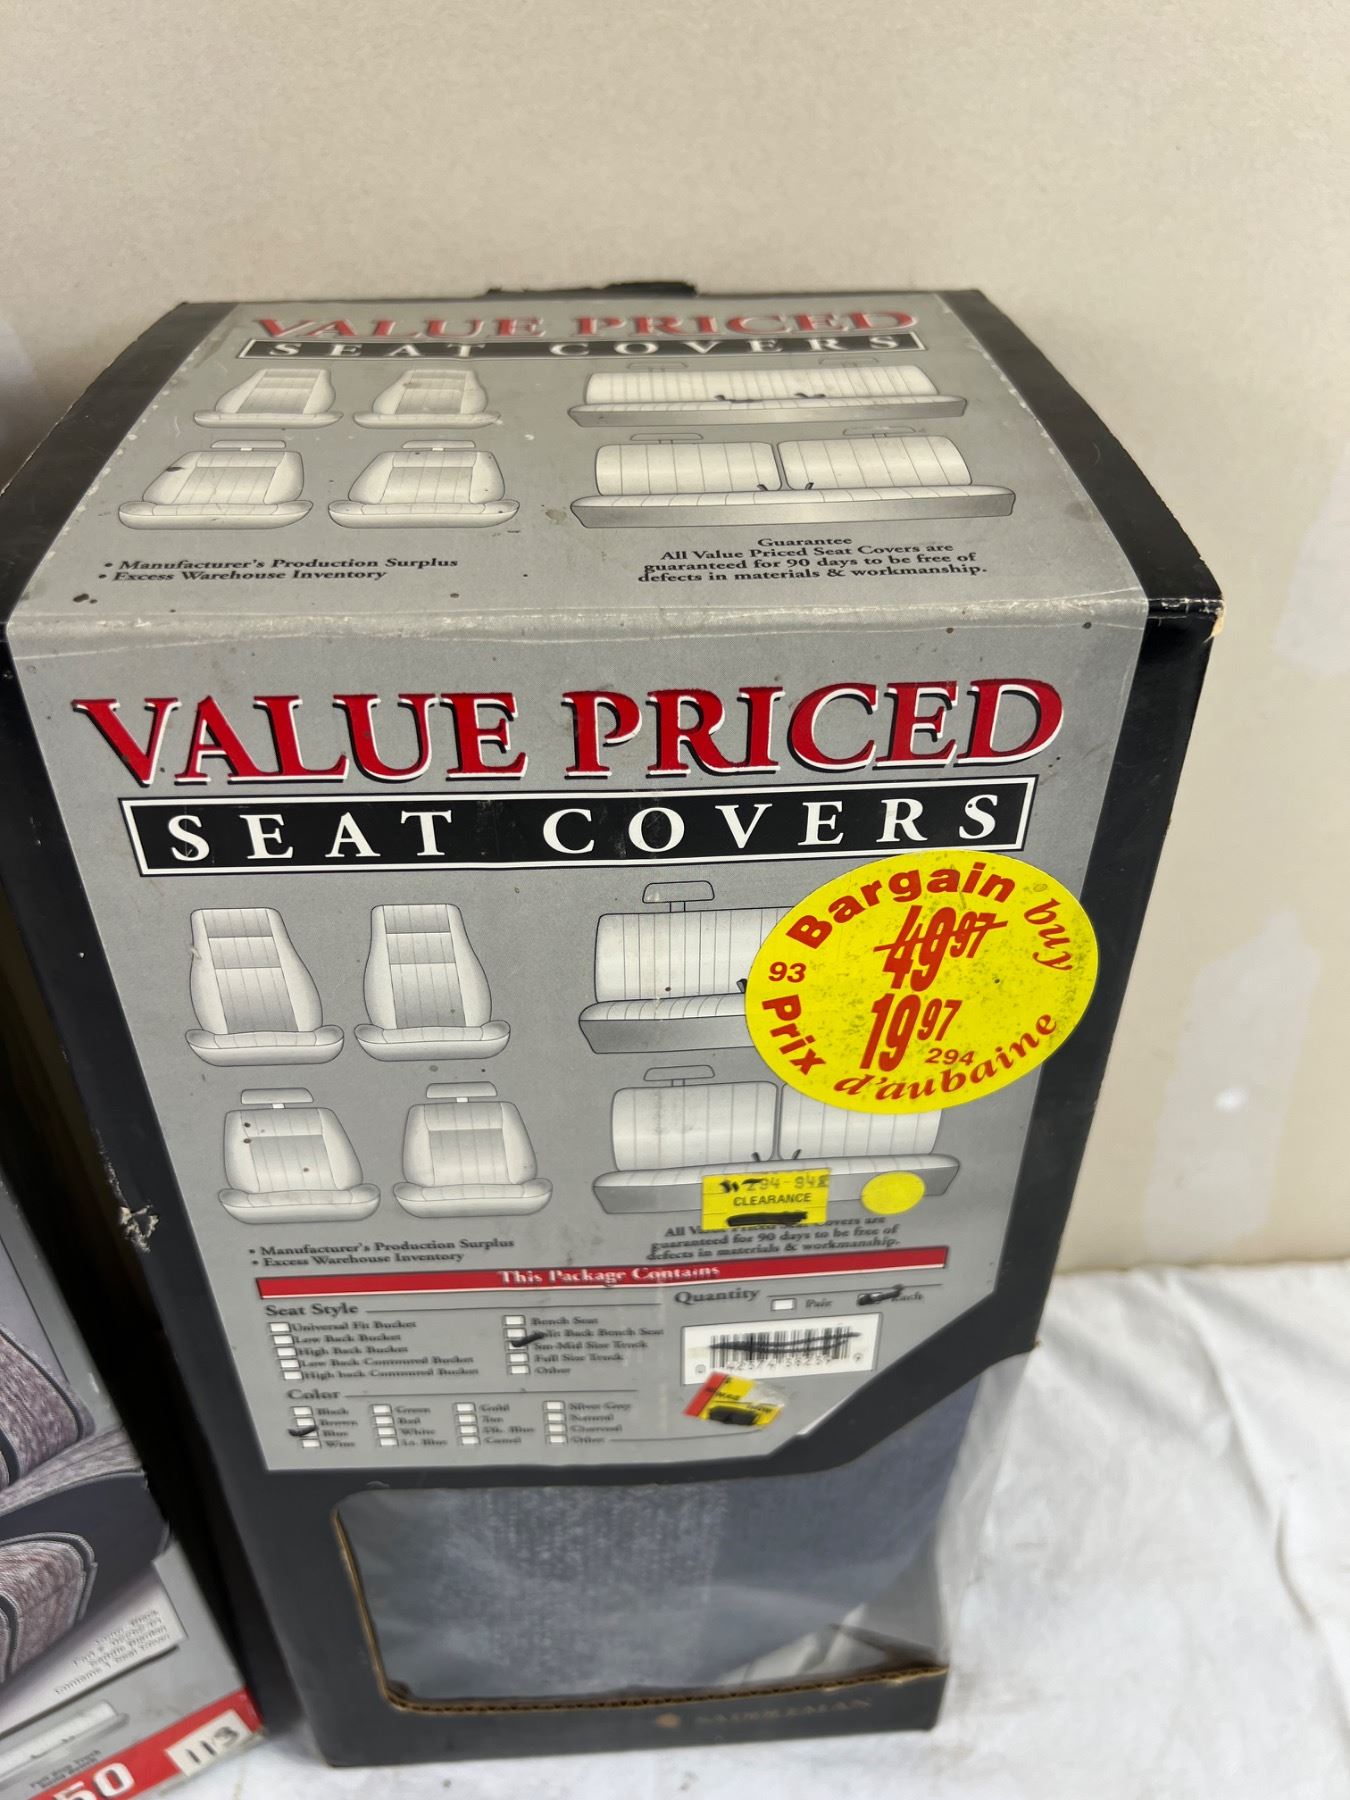 VALUE PRICED
SEAT COVERS
• Manufacturer's Production Surplus
• Excess Warehouse Inventory
Guarantee
All Value Priced Seat Covers are
guaranteed for 90 days to be free of
defects in materials & workmanship.
VALUE PRICED
SEAT COVERS
Bargain buy
93
49 97
19 97
294
Prix d'aubaine
CLEARANCE
• Manufacturer's Production Surplus
• Excess Warehouse Inventory
All Covers are
guaranteed for 90 days to be free of
defects in materials & workmanship.
This Package Contains
Seat Style
Universal Fit Bucket
Low Back Bucket
High Back Bucket
Low Back Contoured Bucket
High back Contoured Bucket
Bench Seat
Back Bench Seat
Size Truck
Full Size Truck
Other
Quantity
Pair
Each
Color
Black
Brown
Blue
Wine
Green
Red
White
Lt. Blue
Gold
Tan
Dk. Blue
Camel
Silver Grey
Natural
Charcoal
Other
SADDLEMAN
50
113